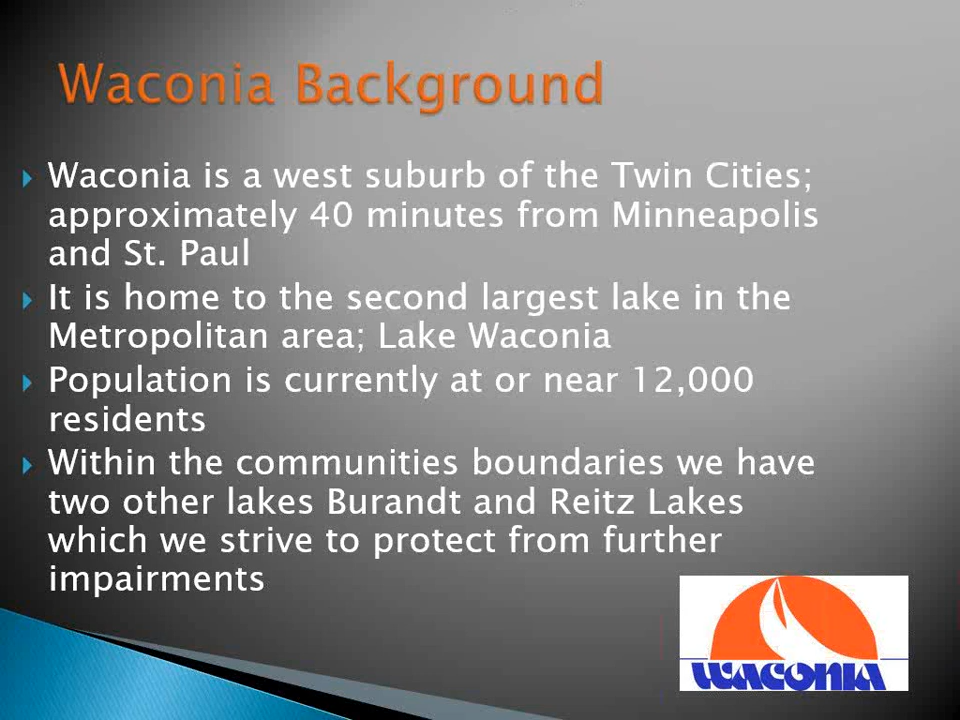 Waconia Background
Waconia is a west suburb of the Twin Cities;
approximately 40 minutes from Minneapolis
and St. Paul
It is home to the second largest lake in the
Metropolitan area; Lake Waconia
Population is currently at or near 12,000
residents
Within the communities boundaries we have
two other lakes Burandt and Reitz Lakes
which we strive to protect from further
impairments
WACONIA